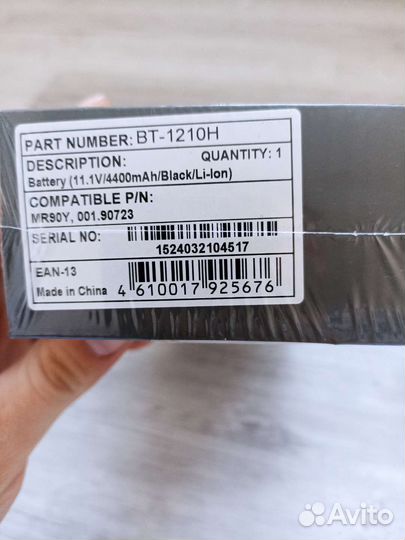 PART NUMBER: BT-1210H
DESCRIPTION: QUANTITY: 1
Battery (11.1V/4400mAh/Black/Li-Ion)
COMPATIBLE P/N:
MR90Y, 001.90723
SERIAL NO:
1524032104517
EAN-13
Made in China
4 610017 925676
Avito